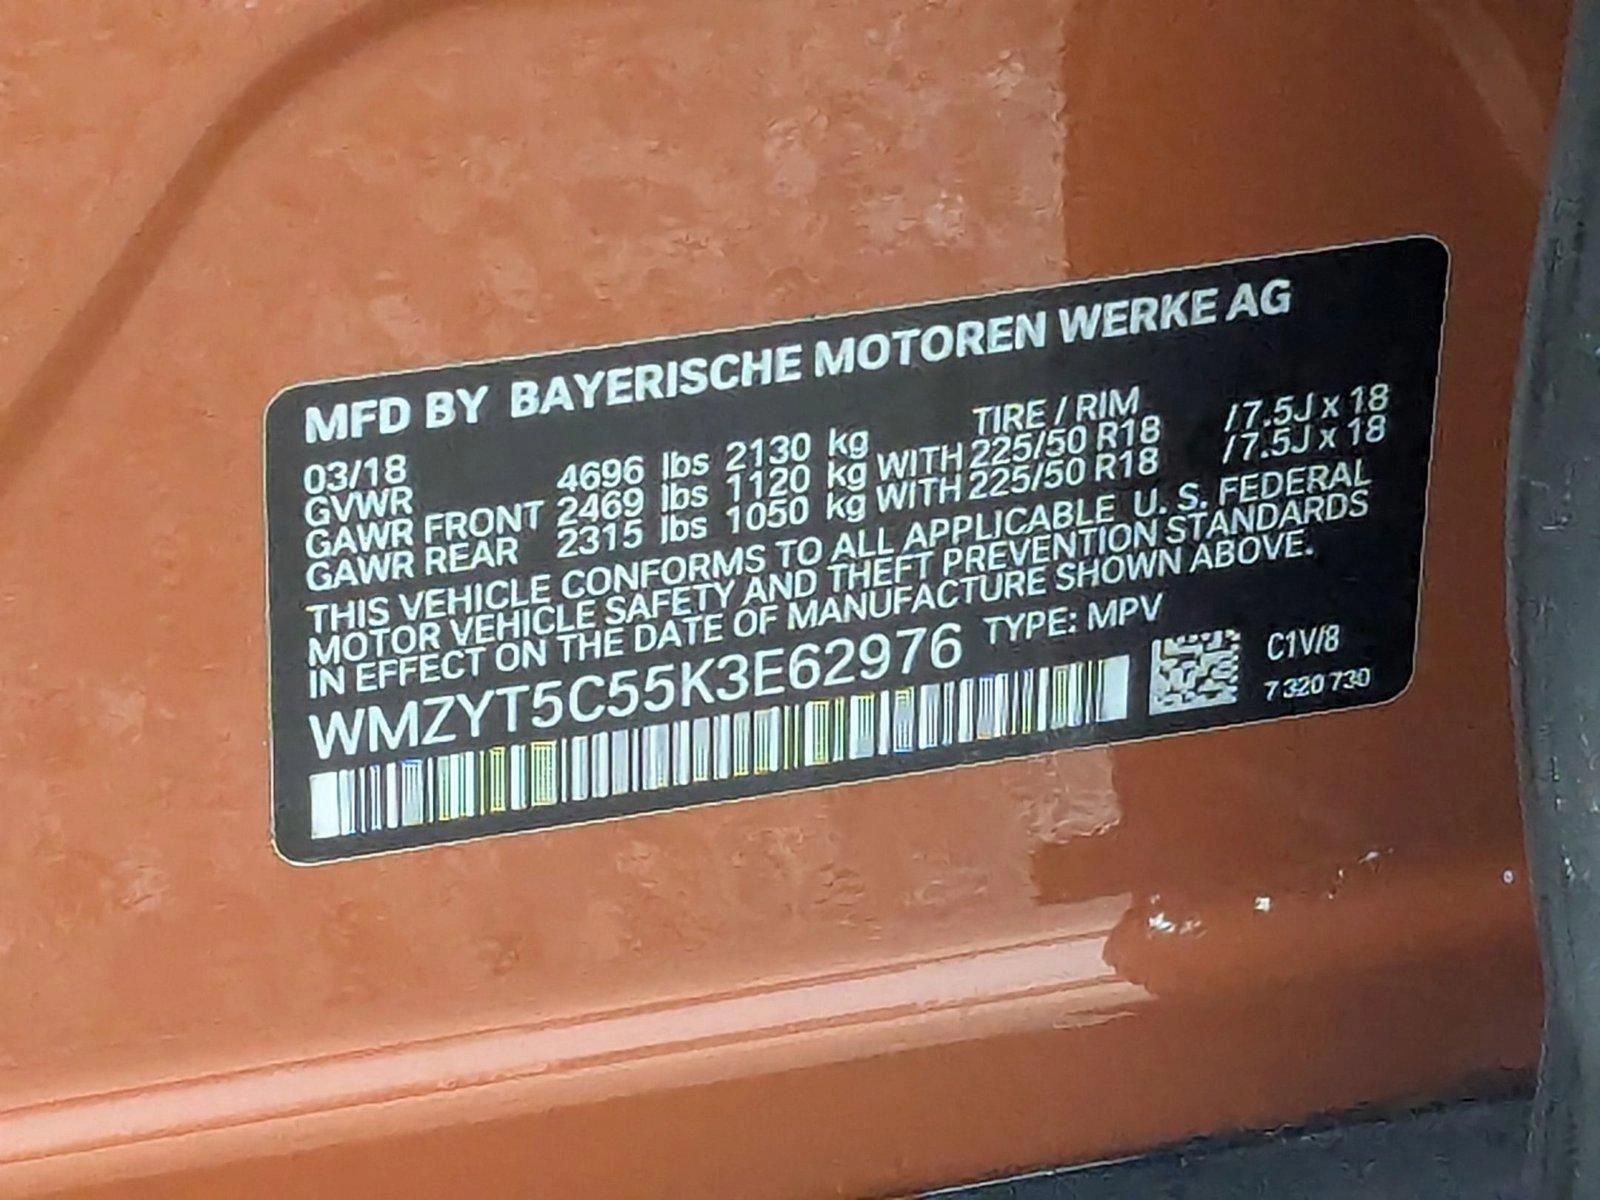 MFD BY BAYERISCHE MOTOREN WERKE AG
03/18 TIRE / RIM
GVWR 4696 lbs 2130 kg
GAWR FRONT 2469 lbs 1120 kg WITH 225/50 R18 /7.5J x 18
GAWR REAR 2315 lbs 1050 kg WITH 225/50 R18 /7.5J x 18
THIS VEHICLE CONFORMS TO ALL APPLICABLE U. S. FEDERAL
MOTOR VEHICLE SAFETY AND THEFT PREVENTION STANDARDS
IN EFFECT ON THE DATE OF MANUFACTURE SHOWN ABOVE.
WMZYT5C55K3E62976 TYPE: MPV
C1V/8
7 320 730